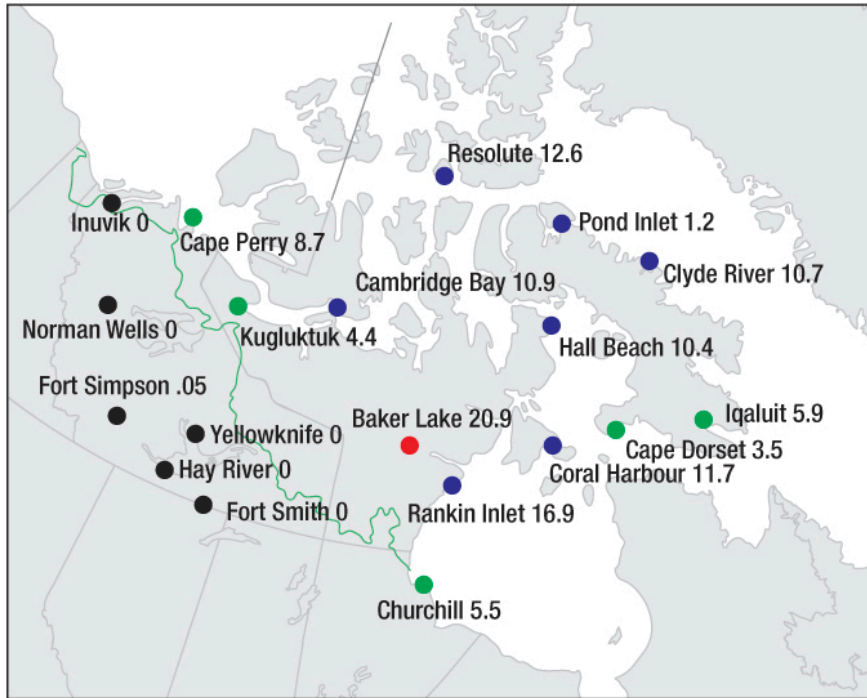 Resolute 12.6
Inuvik 0
Pond Inlet 1.2
Cape Perry 8.7
Clyde River 10.7
Cambridge Bay 10.9
Norman Wells 0
Kugluktuk 4.4
Hall Beach 10.4
Fort Simpson .05
Baker Lake 20.9
Iqaluit 5.9
Yellowknife 0
Cape Dorset 3.5
Hay River 0
Coral Harbour 11.7
Fort Smith 0
Rankin Inlet 16.9
Churchill 5.5